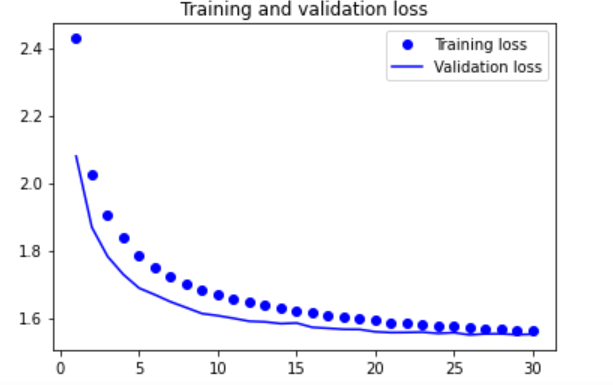 Training and validation loss
2.4
2.2
2.0
1.8
1.6
Training loss
Validation loss
0 5 10 15 20 25 30